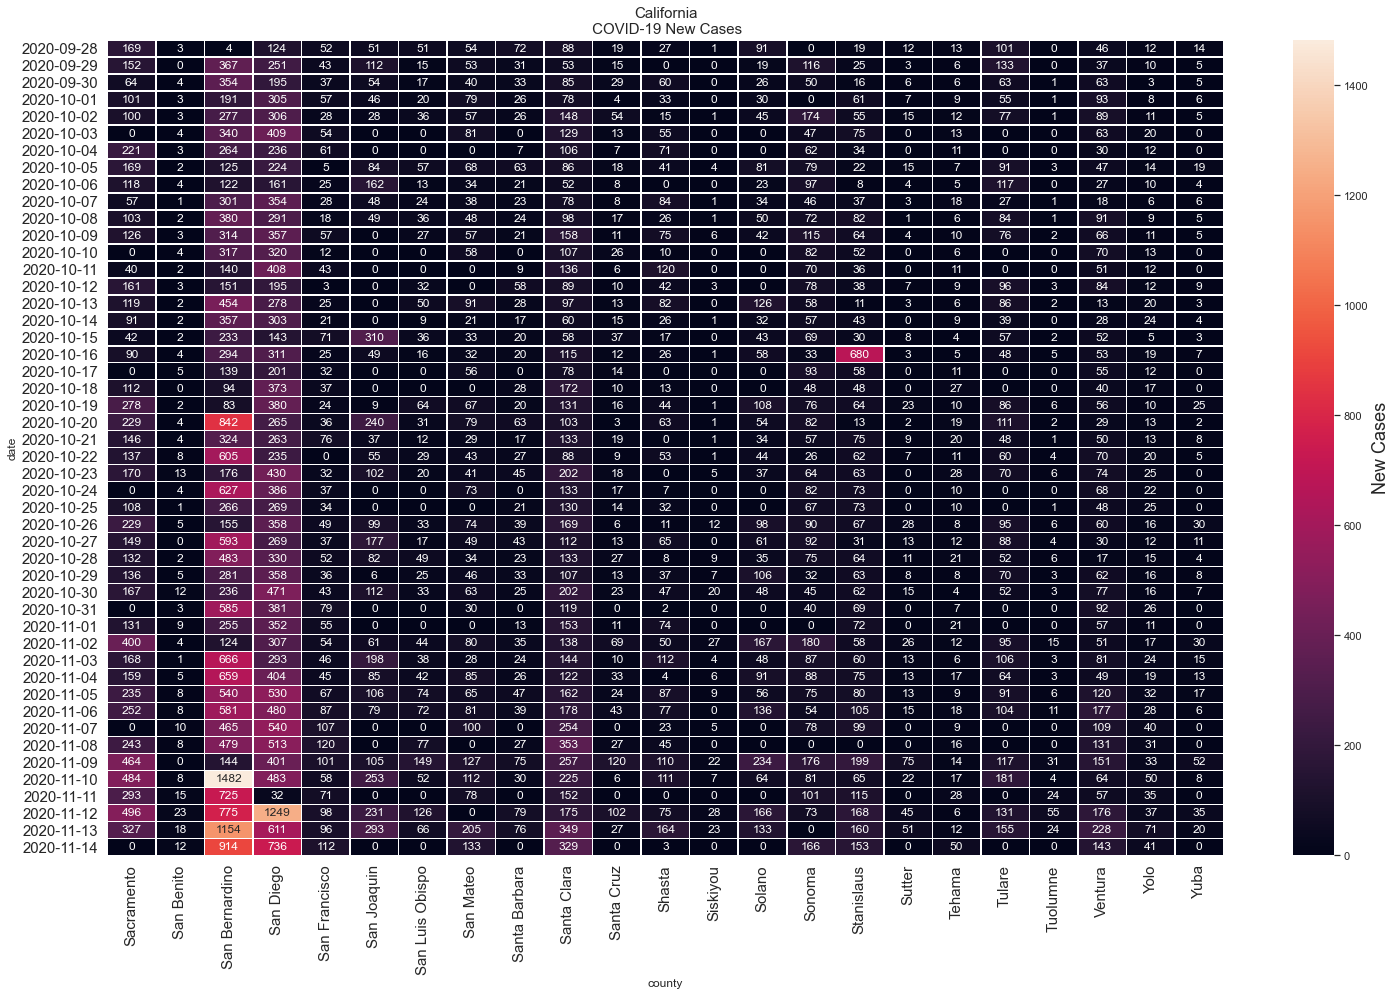 California
COVID-19 New Cases
2020-09-28 169 3 4 124 52 51 51 54 72 88 19 27 1 91 0 19 12 13 101 0 46 12 14
2020-09-29 152 0 367 251 43 112 15 53 31 53 15 0 0 19 116 25 3 6 133 0 37 10 5
2020-09-30 64 4 354 195 37 54 17 40 33 85 29 60 0 26 50 16 6 6 63 1 63 3 5
2020-10-01 101 3 191 305 57 46 20 79 26 78 4 33 0 30 0 61 7 9 55 1 93 8 6
2020-10-02 100 3 277 306 28 28 36 57 26 148 54 15 1 45 174 55 15 12 77 1 89 11 5
2020-10-03 0 4 340 409 54 0 0 81 0 129 13 55 0 0 47 75 0 13 0 0 63 20 0
2020-10-04 221 3 264 236 61 0 0 0 7 106 7 71 0 0 62 34 0 11 0 0 30 12 0
2020-10-05 169 2 125 224 5 84 57 68 63 86 18 41 4 81 79 22 15 7 91 3 47 14 19
2020-10-06 118 4 122 161 25 162 13 34 21 52 8 0 0 23 97 8 4 5 117 0 27 10 4
2020-10-07 57 1 301 354 28 48 24 38 23 78 8 84 1 34 46 37 3 18 27 1 18 6 6
2020-10-08 103 2 380 291 18 49 36 48 24 98 17 26 1 50 72 82 1 6 84 1 91 9 5
2020-10-09 126 3 314 357 57 0 27 57 21 158 11 75 6 42 115 64 4 10 76 2 66 11 5
2020-10-10 0 4 317 320 12 0 0 58 0 107 26 10 0 0 82 52 0 6 0 0 70 13 0
2020-10-11 40 2 140 408 43 0 0 0 9 136 6 120 0 0 70 36 0 11 0 0 51 12 0
2020-10-12 161 3 151 195 3 0 32 0 58 89 10 42 3 0 78 38 7 9 96 3 84 12 9
2020-10-13 119 2 454 278 25 0 50 91 28 97 13 82 0 126 58 11 3 6 86 2 13 20 3
2020-10-14 91 2 357 303 21 0 9 21 17 60 15 26 1 32 57 43 0 9 39 0 28 24 4
2020-10-15 42 2 233 143 71 310 36 33 20 58 37 17 0 43 69 30 8 4 57 2 52 5 3
2020-10-16 90 4 294 311 25 49 16 32 20 115 12 26 1 58 33 680 3 5 48 5 53 19 7
2020-10-17 0 5 139 201 32 0 0 56 0 78 14 0 0 0 93 58 0 11 0 0 55 12 0
2020-10-18 112 0 94 373 37 0 0 0 28 172 10 13 0 0 48 48 0 27 0 0 40 17 0
2020-10-19 278 2 83 380 24 9 64 67 20 131 16 44 1 108 76 64 23 10 86 6 56 10 25
2020-10-20 229 4 842 265 36 240 31 79 63 103 3 63 1 54 82 13 2 19 111 2 29 13 2
2020-10-21 146 4 324 263 76 37 12 29 17 133 19 0 1 34 57 75 9 20 48 1 50 13 8
2020-10-22 137 8 605 235 0 55 29 43 27 88 9 53 1 44 26 62 7 11 60 4 70 20 5
2020-10-23 170 13 176 430 32 102 20 41 45 202 18 0 5 37 64 63 0 28 70 6 74 25 0
2020-10-24 0 4 627 386 37 0 0 73 0 133 17 7 0 0 82 73 0 10 0 0 68 22 0
2020-10-25 108 1 266 269 34 0 0 0 21 130 14 32 0 0 67 73 0 10 0 1 48 25 0
2020-10-26 229 5 155 358 49 99 33 74 39 169 6 11 12 98 90 67 28 8 95 6 60 16 30
2020-10-27 149 0 593 269 37 177 17 49 43 112 13 65 0 61 92 31 13 12 88 4 30 12 11
2020-10-28 132 2 483 330 52 82 49 34 23 133 27 8 9 35 75 64 11 21 52 6 17 15 4
2020-10-29 136 5 281 358 36 6 25 46 33 107 13 37 7 106 32 63 8 8 70 3 62 16 8
2020-10-30 167 12 236 471 43 112 33 63 25 202 23 47 20 48 45 62 15 4 52 3 77 16 7
2020-10-31 0 3 585 381 79 0 0 30 0 119 0 2 0 0 40 69 0 7 0 0 92 26 0
2020-11-01 131 9 255 352 55 0 0 0 13 153 11 74 0 0 0 72 0 21 0 0 57 11 0
2020-11-02 400 4 124 307 54 61 44 80 35 138 69 50 27 167 180 58 26 12 95 15 51 17 30
2020-11-03 168 1 666 293 46 198 38 28 24 144 10 112 4 48 87 60 13 6 106 3 81 24 15
2020-11-04 159 5 659 404 45 85 42 85 26 122 33 4 6 91 88 75 13 17 64 3 49 19 13
2020-11-05 235 8 540 530 67 106 74 65 47 162 24 87 9 56 75 80 13 9 91 6 120 32 17
2020-11-06 252 8 581 480 87 79 72 81 39 178 43 77 0 136 54 105 15 18 104 11 177 28 6
2020-11-07 0 10 465 540 107 0 0 100 0 254 0 23 5 0 78 99 0 9 0 0 109 40 0
2020-11-08 243 8 479 513 120 0 77 0 27 353 27 45 0 0 0 0 0 16 0 0 131 31 0
2020-11-09 464 0 144 401 101 105 149 127 75 257 120 110 22 234 176 199 75 14 117 31 151 33 52
2020-11-10 484 8 1482 483 58 253 52 112 30 225 6 111 7 64 81 65 22 17 181 4 64 50 8
2020-11-11 293 15 725 32 71 0 0 78 0 152 0 0 0 0 101 115 0 28 0 24 57 35 0
2020-11-12 496 23 775 1249 98 231 126 0 79 175 102 75 28 166 73 168 45 6 131 55 176 37 35
2020-11-13 327 18 1154 611 96 293 66 205 76 349 27 164 23 133 0 160 51 12 155 24 228 71 20
2020-11-14 0 12 914 736 112 0 0 133 0 329 0 3 0 0 166 153 0 50 0 0 143 41 0
date
Sacramento
San Benito
San Bernardino
San Diego
San Francisco
San Joaquin
San Luis Obispo
San Mateo
Santa Barbara
Santa Clara
Santa Cruz
Shasta
Siskiyou
Solano
Sonoma
Stanislaus
Sutter
Tehama
Tulare
Tuolumne
Ventura
Yolo
Yuba
county
1400
1200
1000
800
600
400
200
0
New Cases